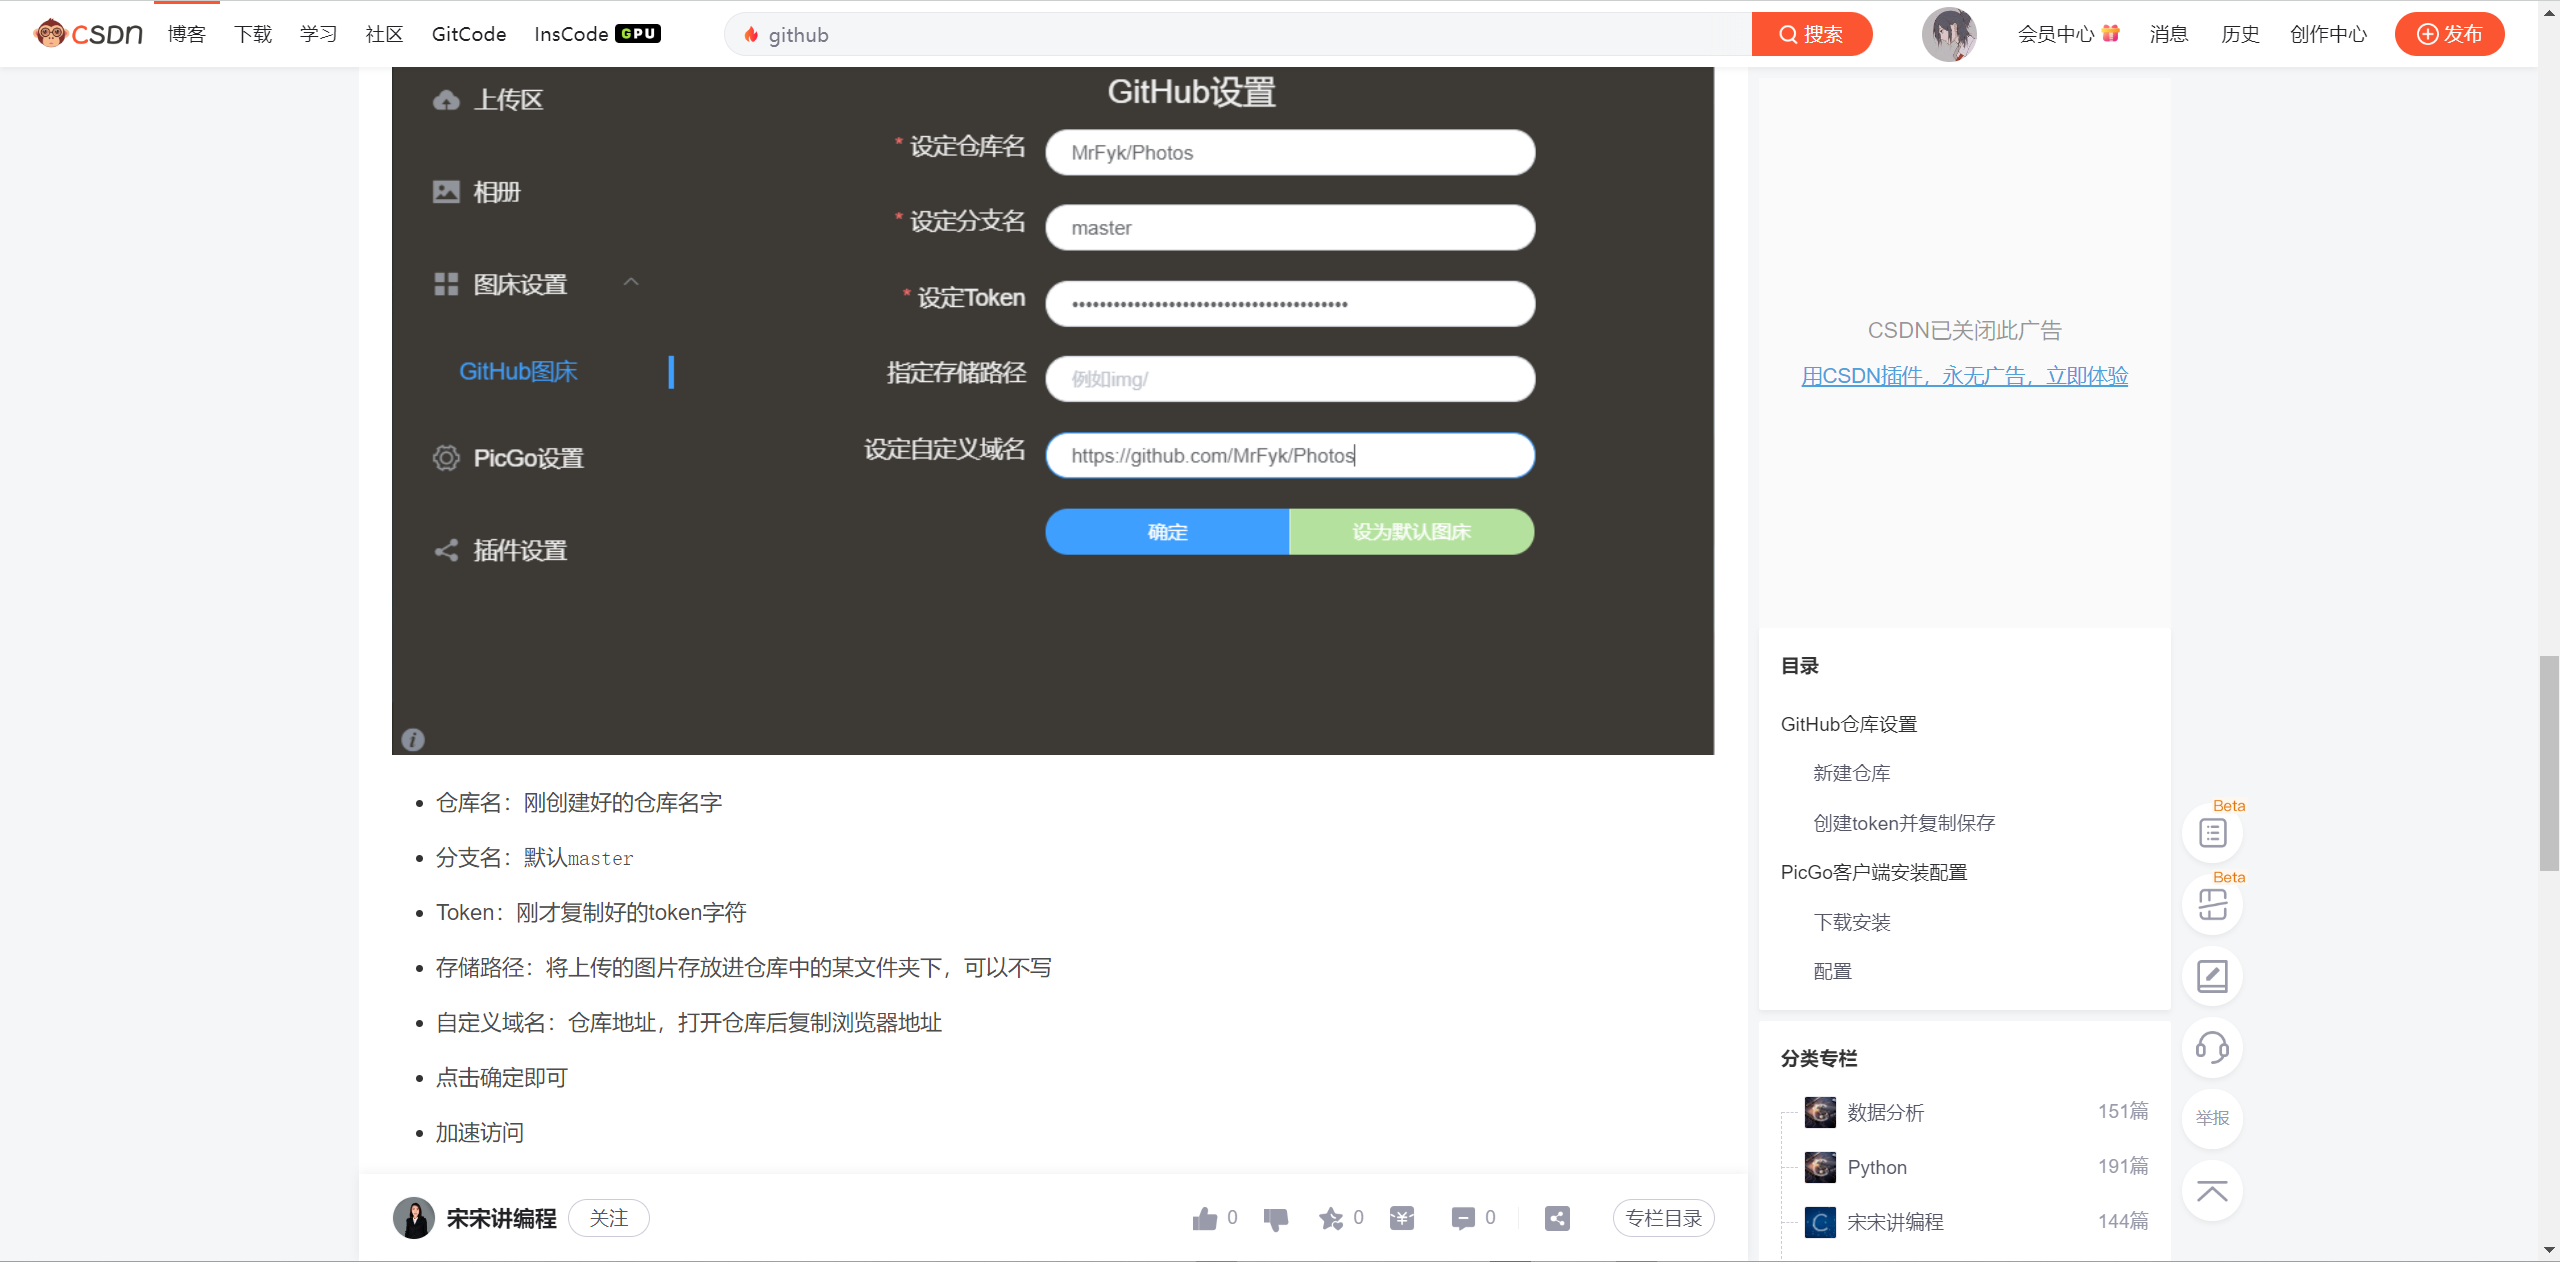 CSDN 博客 下载 学习 社区 GitCode InsCode GPU github 搜索 会员中心 消息 历史 创作中心 发布
上传区
相册
图床设置
GitHub图床
PicGo设置
插件设置
GitHub设置
* 设定仓库名 MrFyk/Photos
* 设定分支名 master
* 设定Token ••••••••••••••••••••••••••••••••••••••••
指定存储路径 例如img/
设定自定义域名 https://github.com/MrFyk/Photos
确定 设为默认图床
• 仓库名：刚创建好的仓库名字
• 分支名：默认master
• Token：刚才复制好的token字符
• 存储路径：将上传的图片存放进仓库中的某文件夹下，可以不写
• 自定义域名：仓库地址，打开仓库后复制浏览器地址
• 点击确定即可
• 加速访问
宋宋讲编程 关注 0 0 0 专栏目录
CSDN已关闭此广告
用CSDN插件，永无广告，立即体验
目录
GitHub仓库设置
新建仓库
创建token并复制保存
PicGo客户端安装配置
下载安装
配置
分类专栏
数据分析 151篇
Python 191篇
宋宋讲编程 144篇
Beta
Beta
举报